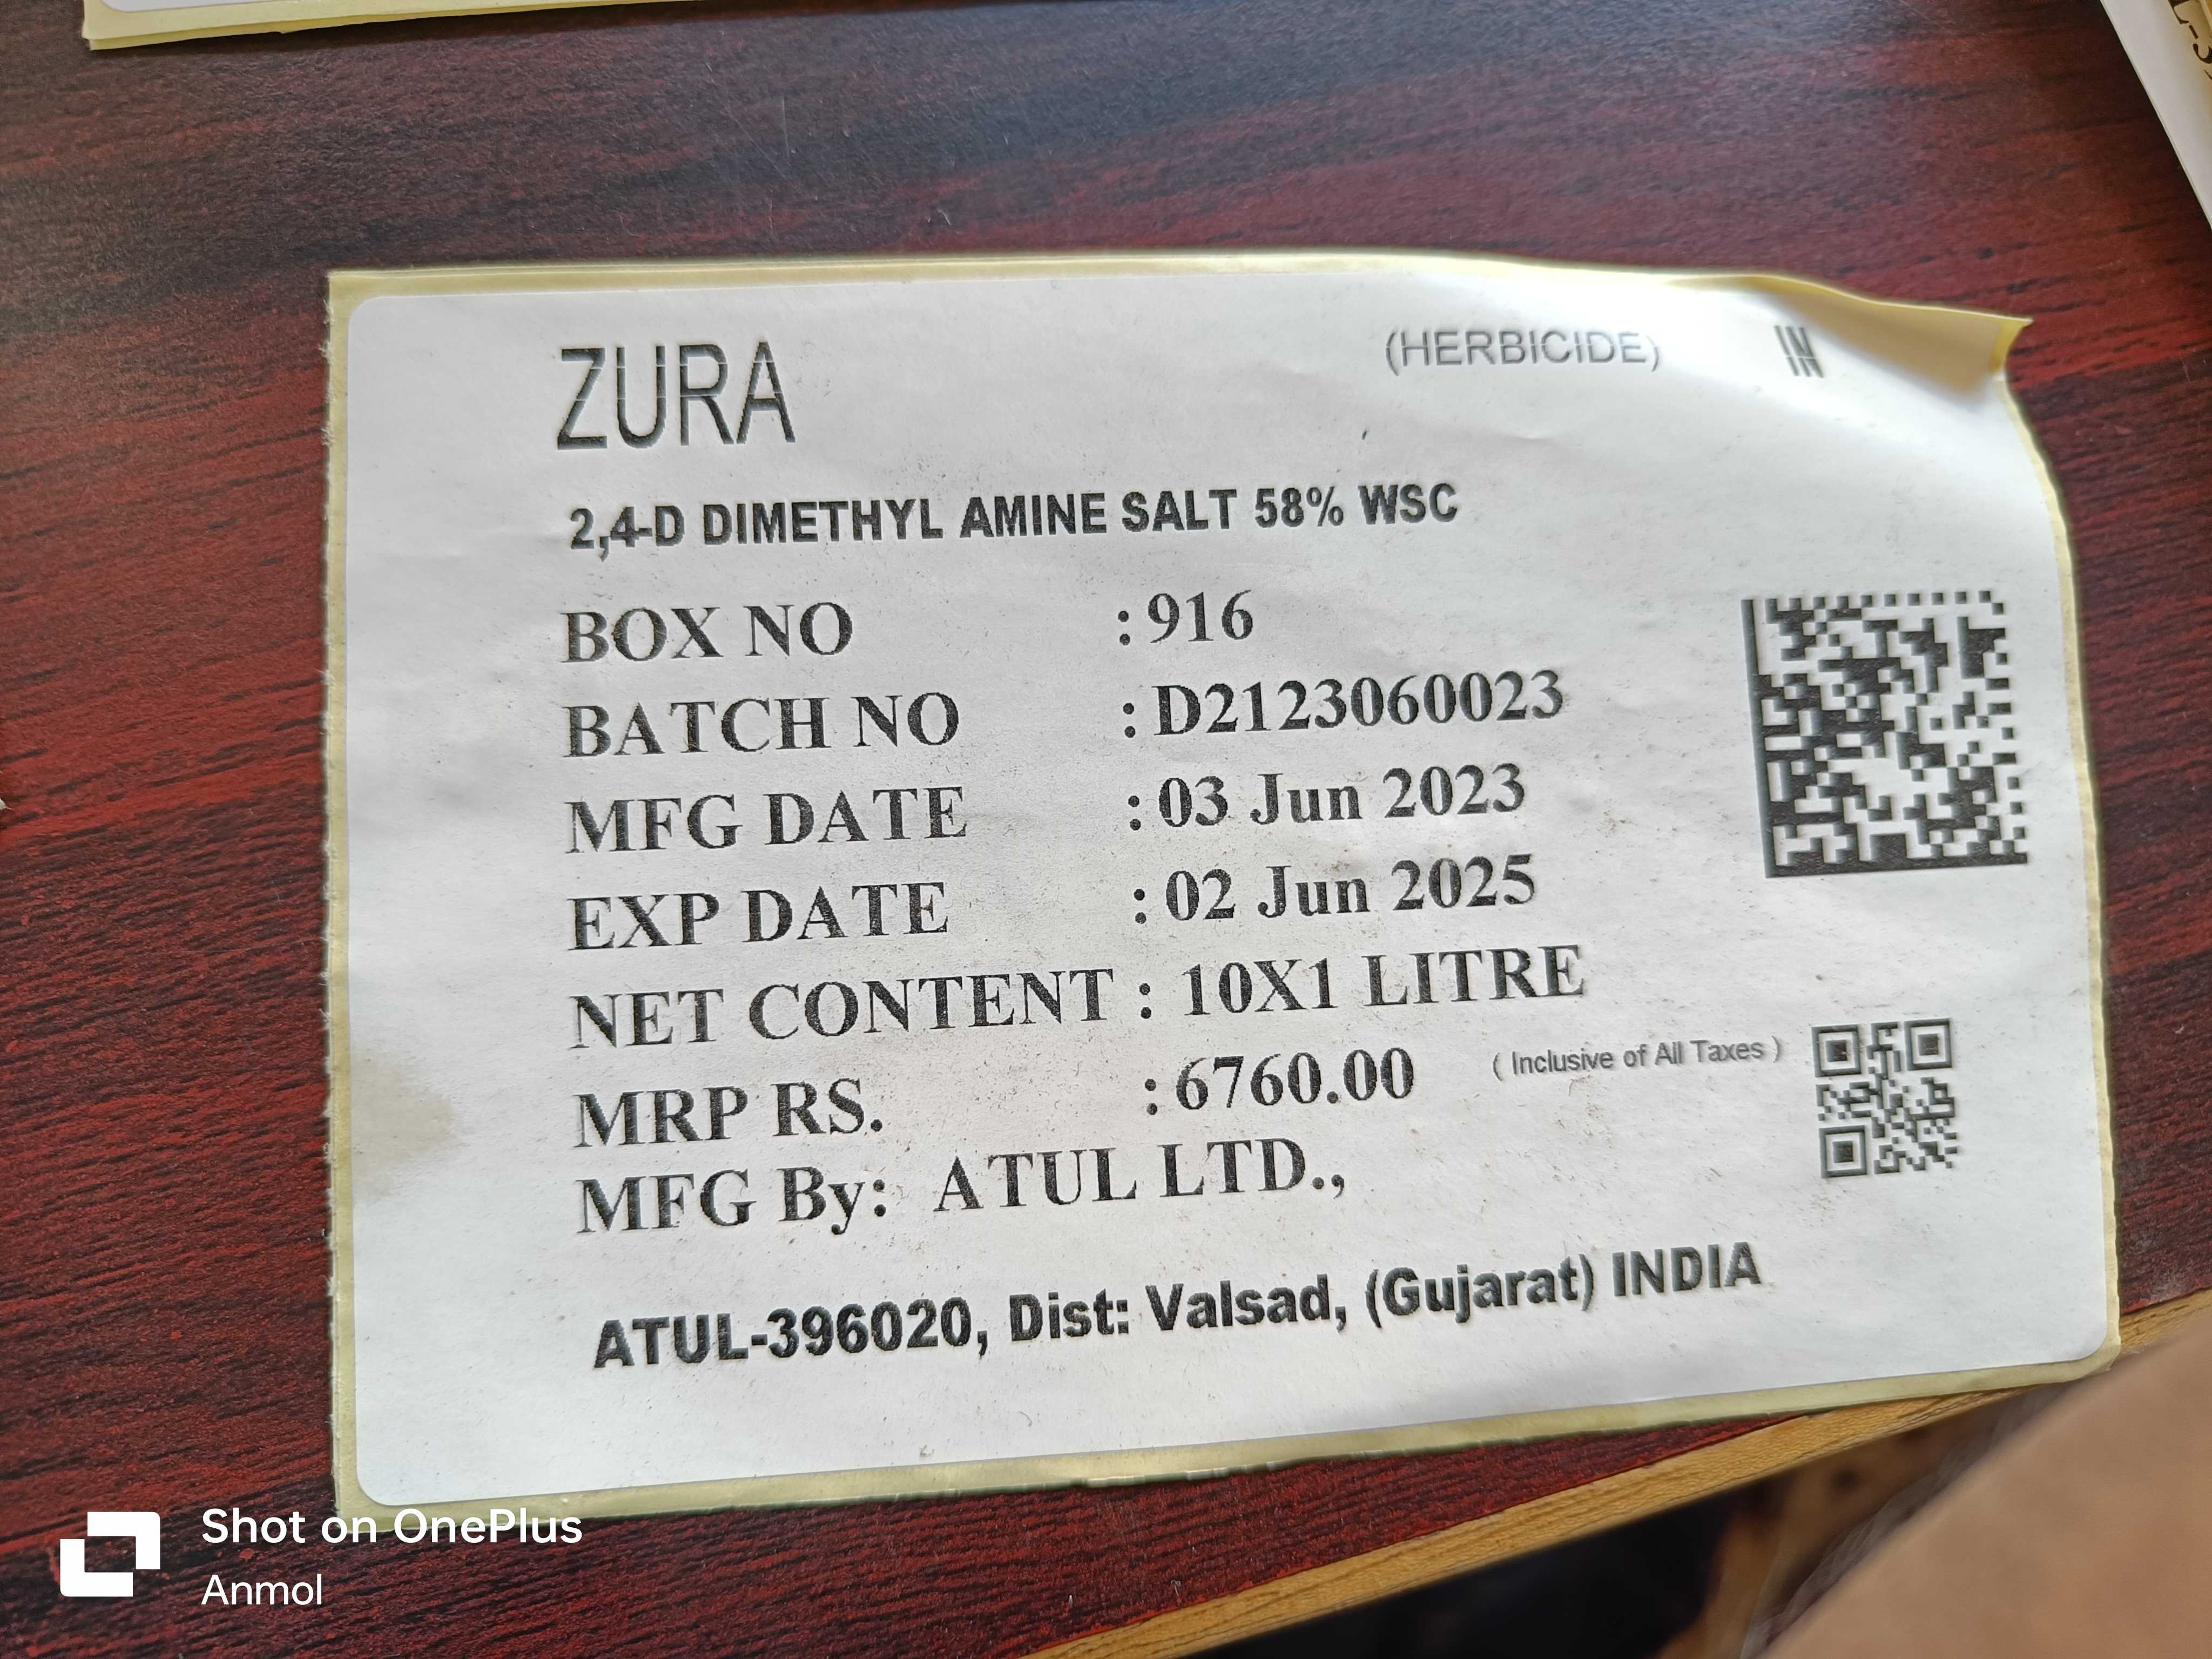 ZURA (HERBICIDE) IN
2,4-D DIMETHYL AMINE SALT 58% WSC
BOX NO : 916
BATCH NO : D2123060023
MFG DATE : 03 Jun 2023
EXP DATE : 02 Jun 2025
NET CONTENT : 10X1 LITRE
MRP RS. : 6760.00 ( Inclusive of All Taxes )
MFG By: ATUL LTD.,
ATUL-396020, Dist: Valsad, (Gujarat) INDIA
Shot on OnePlus
Anmol